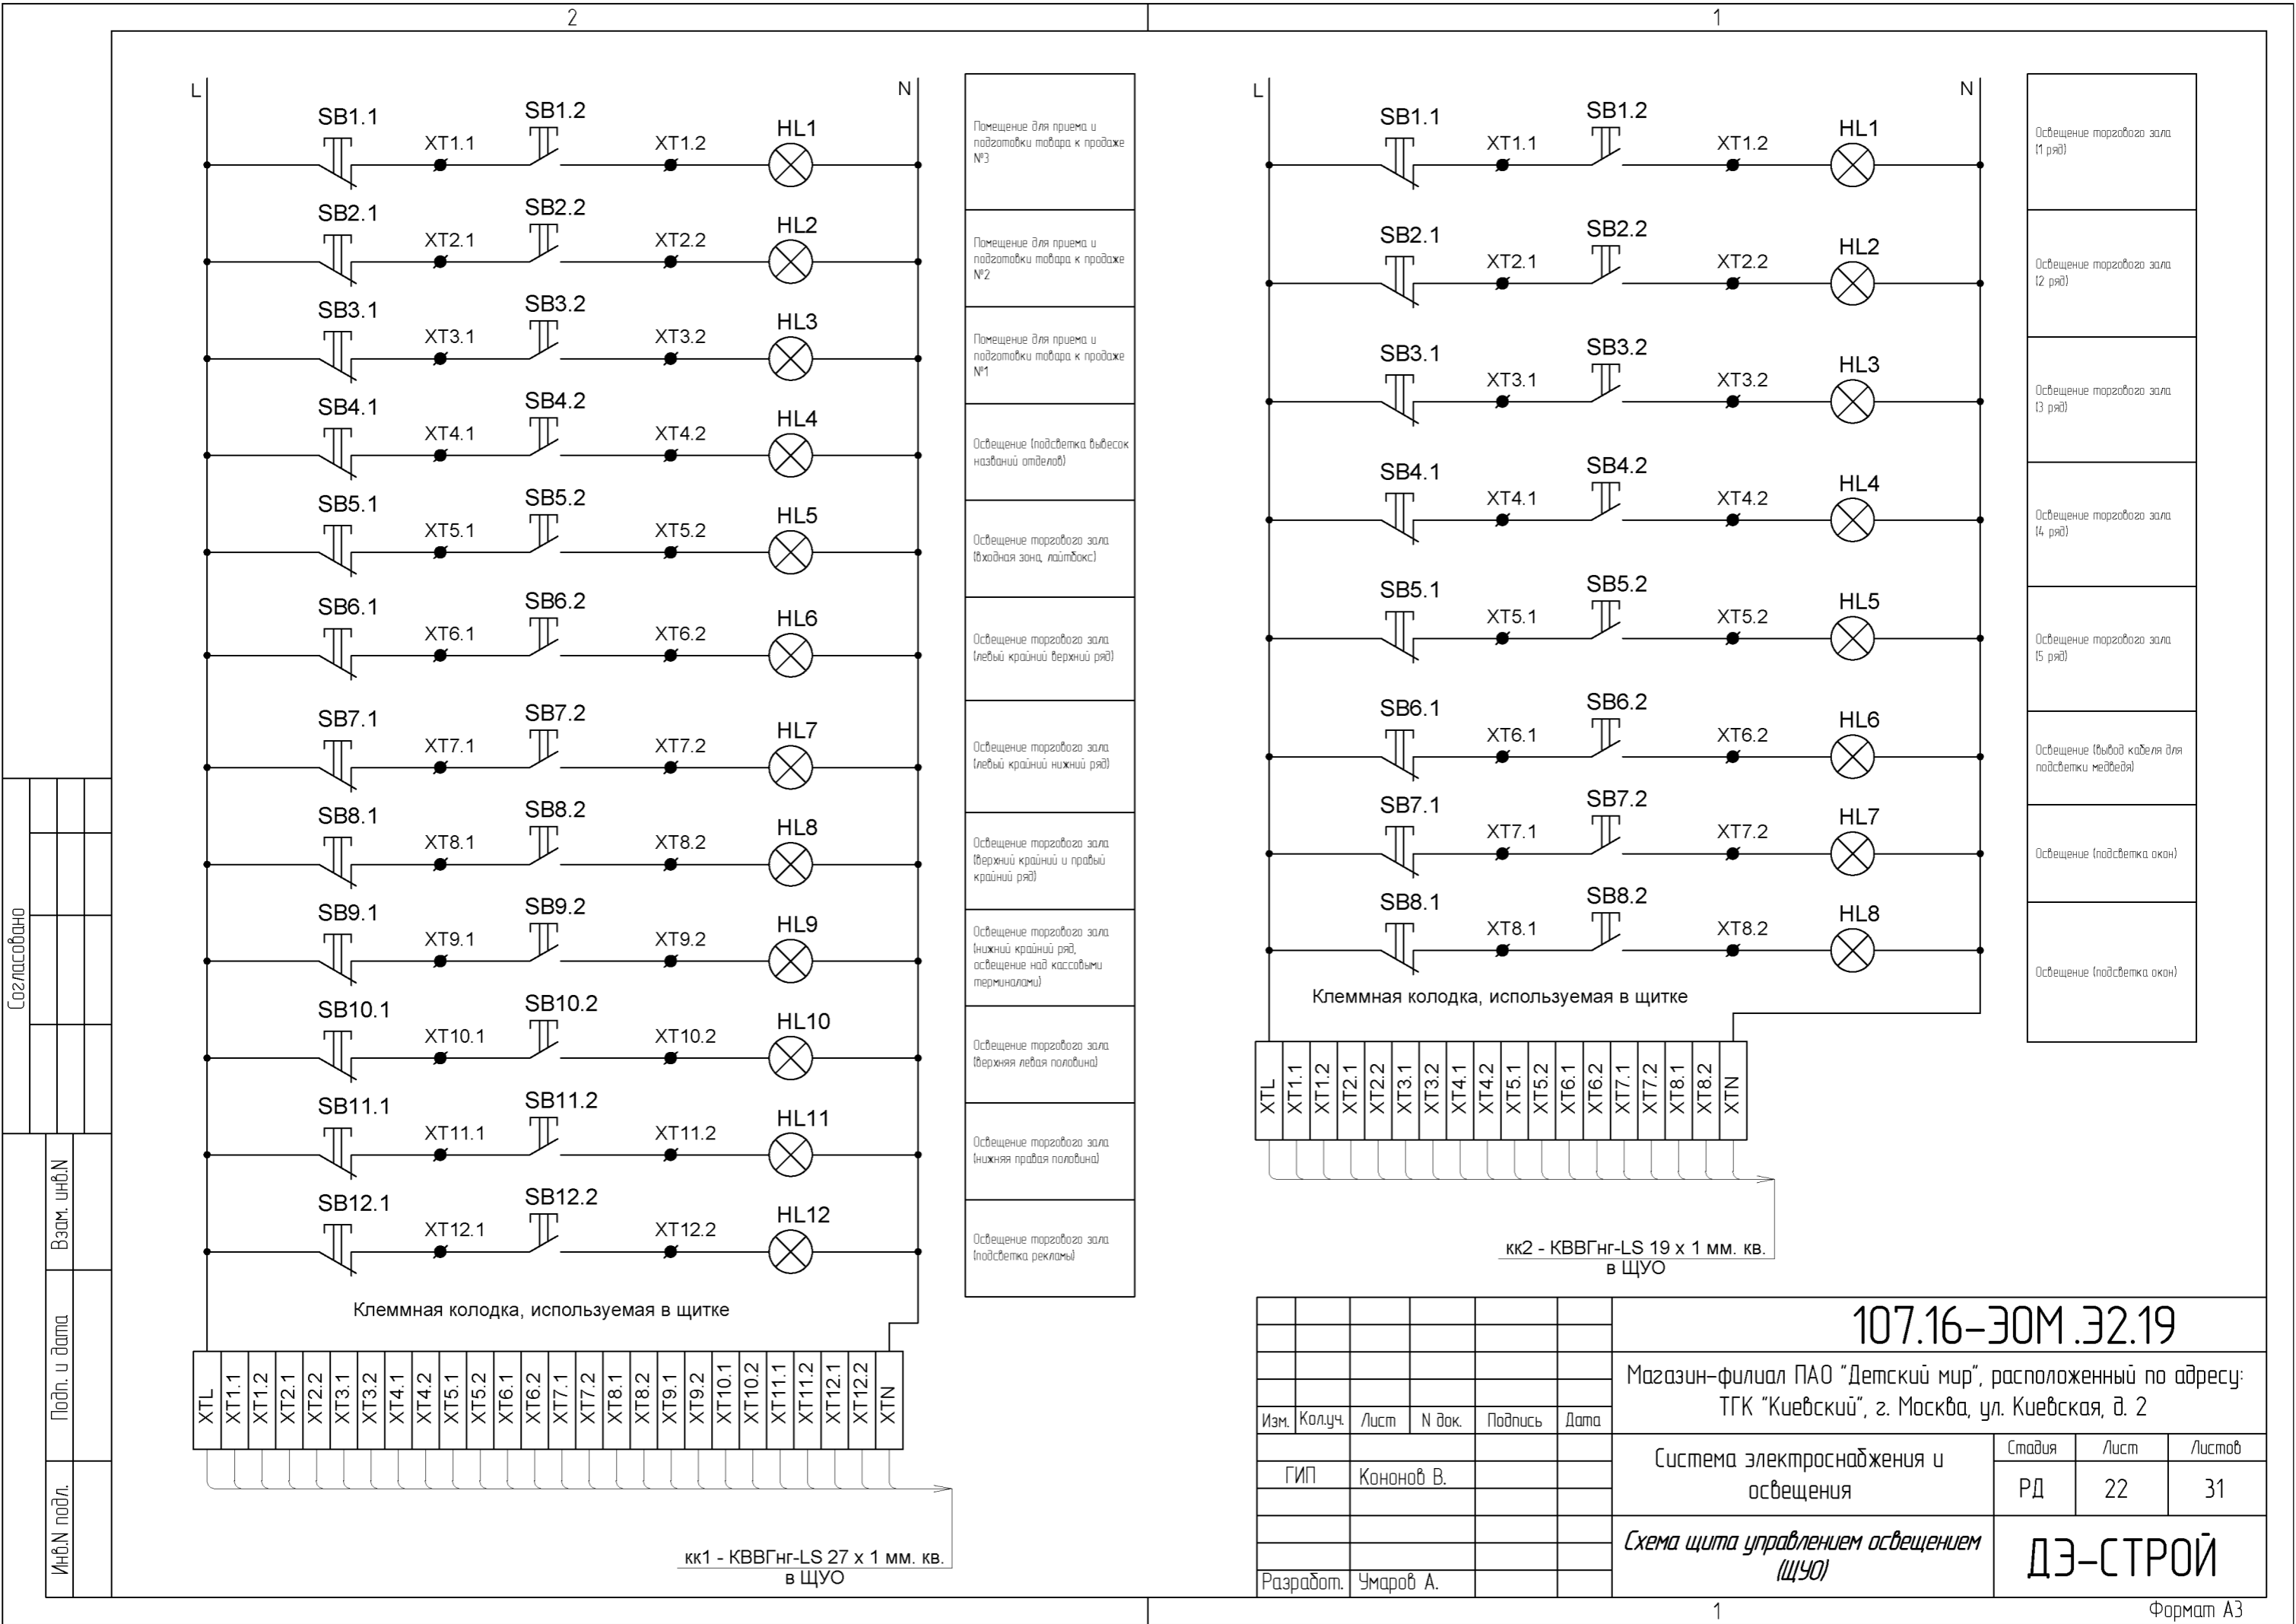 2
1
L
N
SB1.1
XT1.1
SB1.2
XT1.2
HL1
Помещение для приема и
подготовки товара к продаже
№3
SB2.1
XT2.1
SB2.2
XT2.2
HL2
Помещение для приема и
подготовки товара к продаже
№2
SB3.1
XT3.1
SB3.2
XT3.2
HL3
Помещение для приема и
подготовки товара к продаже
№1
SB4.1
XT4.1
SB4.2
XT4.2
HL4
Освещение (подсветка вывесок
названий отделов)
SB5.1
XT5.1
SB5.2
XT5.2
HL5
Освещение торгового зала
(входная зона, лайтбокс)
SB6.1
XT6.1
SB6.2
XT6.2
HL6
Освещение торгового зала
(левый крайний верхний ряд)
SB7.1
XT7.1
SB7.2
XT7.2
HL7
Освещение торгового зала
(левый крайний нижний ряд)
SB8.1
XT8.1
SB8.2
XT8.2
HL8
Освещение торгового зала
(верхний крайний и правый
крайний ряд)
SB9.1
XT9.1
SB9.2
XT9.2
HL9
Освещение торгового зала
(нижний крайний ряд,
освещение над кассовыми
терминалами)
SB10.1
XT10.1
SB10.2
XT10.2
HL10
Освещение торгового зала
(верхняя левая половина)
SB11.1
XT11.1
SB11.2
XT11.2
HL11
Освещение торгового зала
(нижняя правая половина)
SB12.1
XT12.1
SB12.2
XT12.2
HL12
Освещение торгового зала
(подсветка рекламы)
Клеммная колодка, используемая в щитке
XTL XT1.1 XT1.2 XT2.1 XT2.2 XT3.1 XT3.2 XT4.1 XT4.2 XT5.1 XT5.2 XT6.1 XT6.2 XT7.1 XT7.2 XT8.1 XT8.2 XT9.1 XT9.2 XT10.1 XT10.2 XT11.1 XT11.2 XT12.1 XT12.2 XTN
кк1 - КВВГнг-LS 27 х 1 мм. кв.
в ЩУО
L
N
SB1.1
XT1.1
SB1.2
XT1.2
HL1
Освещение торгового зала
(1 ряд)
SB2.1
XT2.1
SB2.2
XT2.2
HL2
Освещение торгового зала
(2 ряд)
SB3.1
XT3.1
SB3.2
XT3.2
HL3
Освещение торгового зала
(3 ряд)
SB4.1
XT4.1
SB4.2
XT4.2
HL4
Освещение торгового зала
(4 ряд)
SB5.1
XT5.1
SB5.2
XT5.2
HL5
Освещение торгового зала
(5 ряд)
SB6.1
XT6.1
SB6.2
XT6.2
HL6
Освещение (вывод кабеля для
подсветки медведя)
SB7.1
XT7.1
SB7.2
XT7.2
HL7
Освещение (подсветка окон)
SB8.1
XT8.1
SB8.2
XT8.2
HL8
Освещение (подсветка окон)
Клеммная колодка, используемая в щитке
XTL XT1.1 XT1.2 XT2.1 XT2.2 XT3.1 XT3.2 XT4.1 XT4.2 XT5.1 XT5.2 XT6.1 XT6.2 XT7.1 XT7.2 XT8.1 XT8.2 XTN
кк2 - КВВГнг-LS 19 х 1 мм. кв.
в ЩУО
Согласовано
Взам. инв.N
Подп. и дата
Инв.N подл.
107.16-ЭОМ .Э2.19
Магазин-филиал ПАО "Детский мир", расположенный по адресу:
ТГК "Киевский", г. Москва, ул. Киевская, д. 2
Изм. Кол.уч. Лист N док. Подпись Дата
ГИП Кононов В.
Система электроснабжения и
освещения
Стадия Лист Листов
РД 22 31
Схема щита управлением освещением
(ЩУО)
ДЭ-СТРОЙ
Разработ. Умаров А.
1
Формат А3